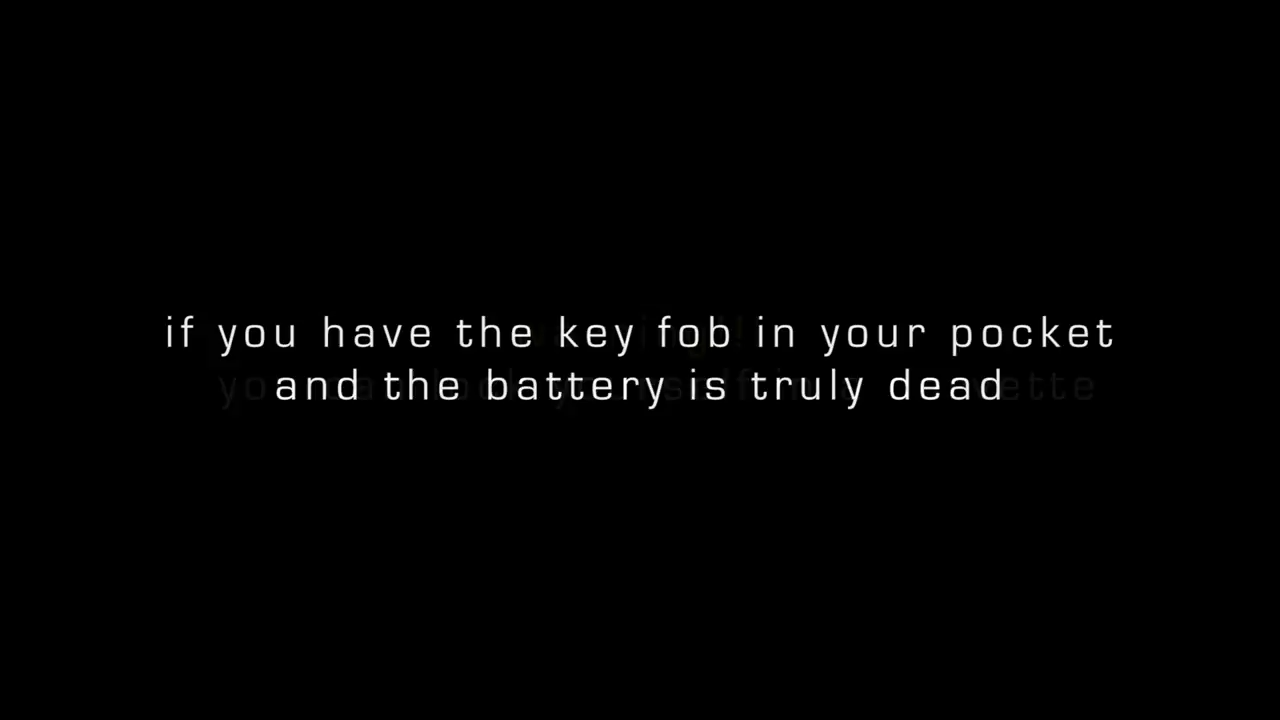 if you have the key fob in your pocket
and the battery is truly dead